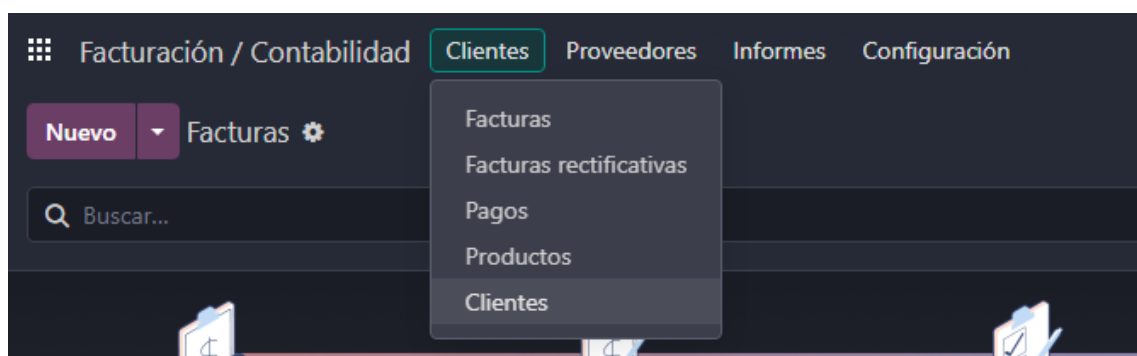 Facturación / Contabilidad Clientes Proveedores Informes Configuración
Nuevo Facturas
Buscar...
Facturas
Facturas rectificativas
Pagos
Productos
Clientes